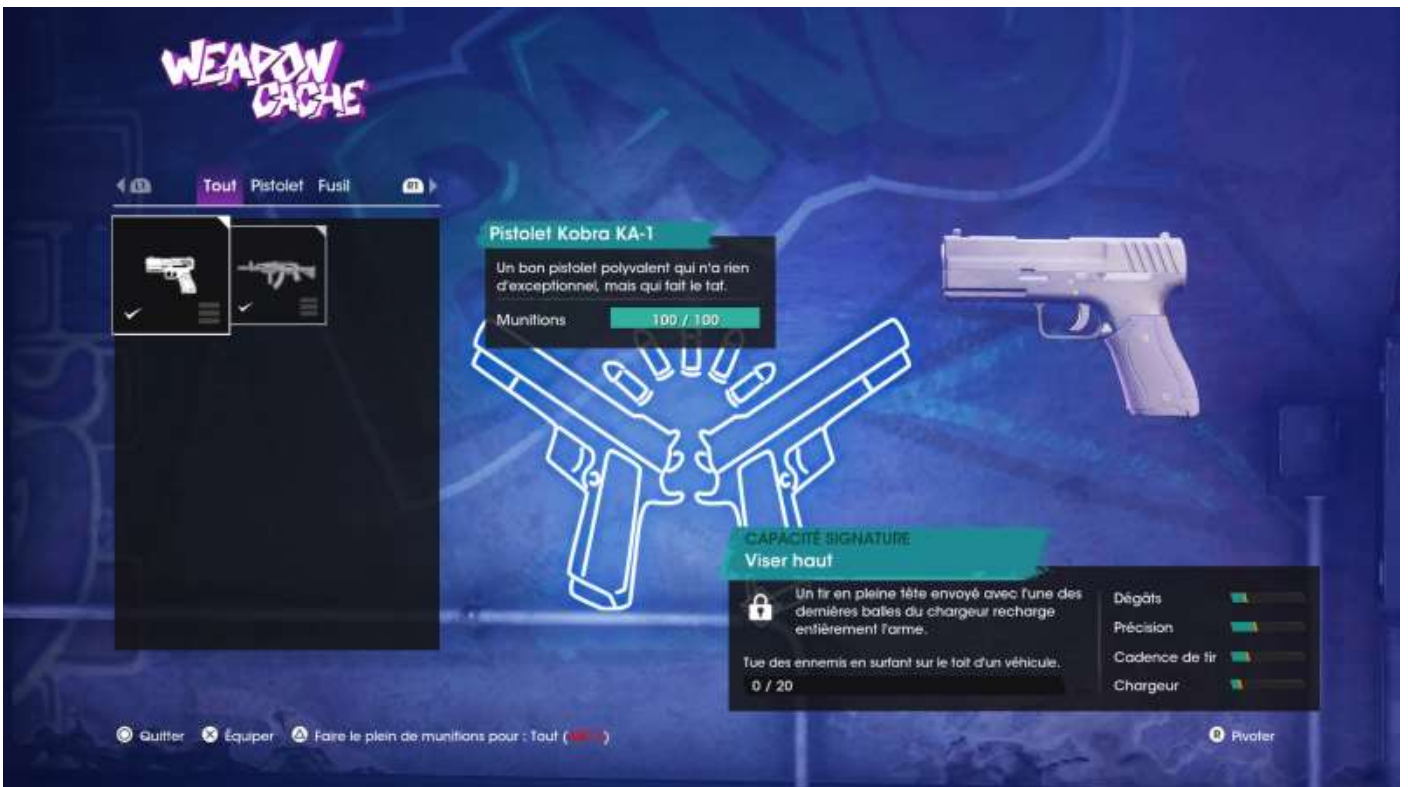 WEAPON
CACHE
L1 Tout Pistolet Fusil R1
Pistolet Kobra KA-1
Un bon pistolet polyvalent qui n'a rien
d'exceptionnel, mais qui fait le taf.
Munitions 100 / 100
CAPACITÉ SIGNATURE
Viser haut
Un tir en pleine tête envoyé avec l'une des
dernières balles du chargeur recharge
entièrement l'arme.
Tue des ennemis en surfant sur le toit d'un véhicule.
0 / 20
Dégâts
Précision
Cadence de tir
Chargeur
Quitter Équiper Faire le plein de munitions pour : Tout (
R Pivoter